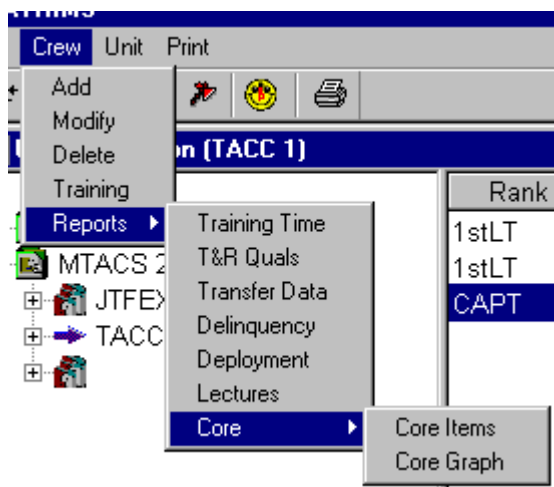 Crew Unit Print
Add
Modify
Delete
on (TACC 1)
Training
Rank
Reports
Training Time
1stLT
T&R Quals
MTACS 2
1stLT
Transfer Data
JTFEX
CAPT
Delinquency
TACC
Deployment
Lectures
Core
Core Items
Core Graph